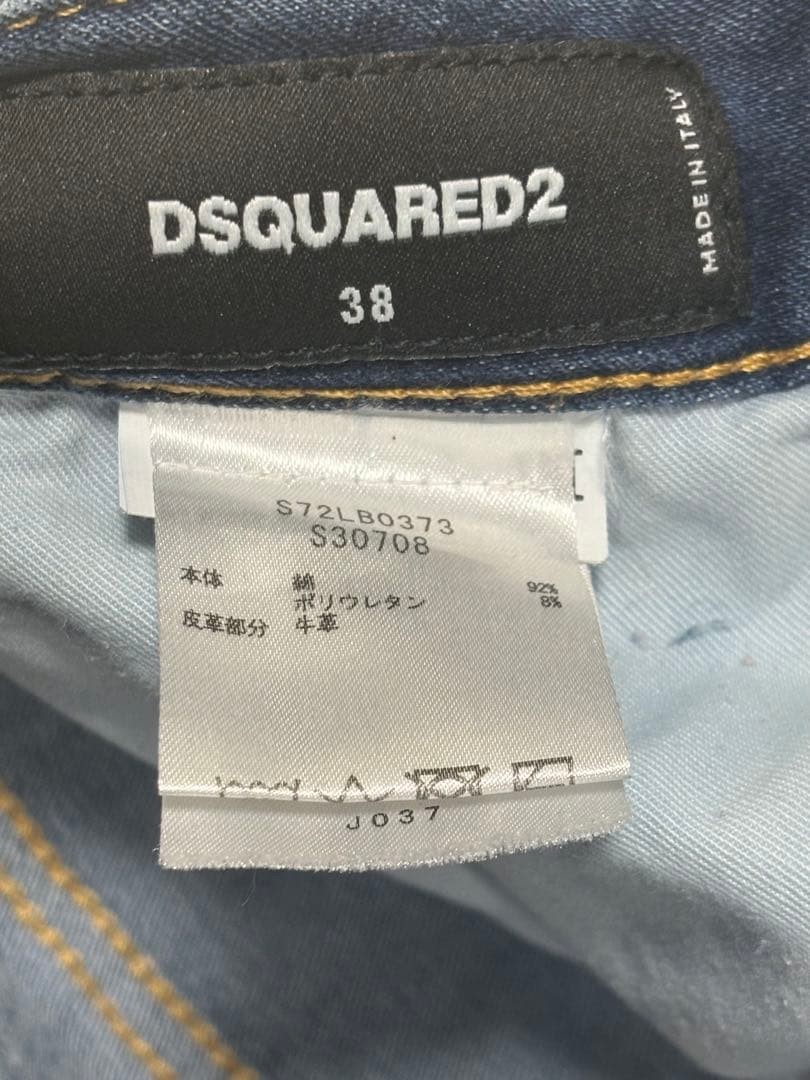 DSQUARED2
38
MADE IN ITALY
S72LB0373
S30708
本体 綿 92%
ポリウレタン 8%
皮革部分 牛革
J037